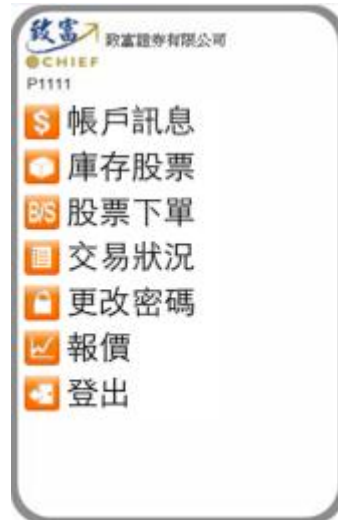 致富
致富證券有限公司
CHIEF
P1111
$ 帳戶訊息
庫存股票
B/S 股票下單
交易狀況
更改密碼
報價
登出